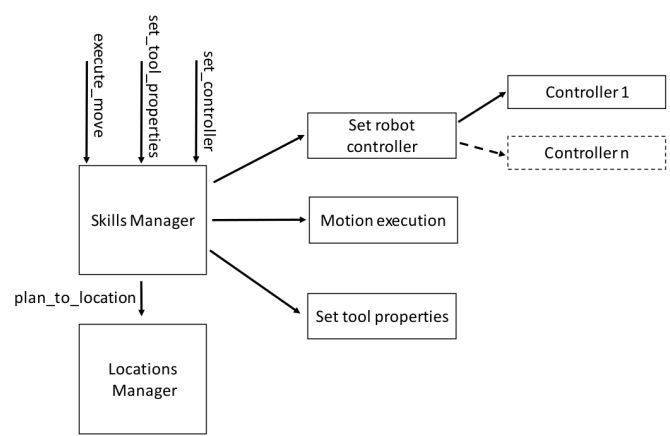 execute_move
set_tool_properties
set_controller
Set robot
controller
Controller 1
Controller n
Skills Manager
Motion execution
plan_to_location
Set tool properties
Locations
Manager